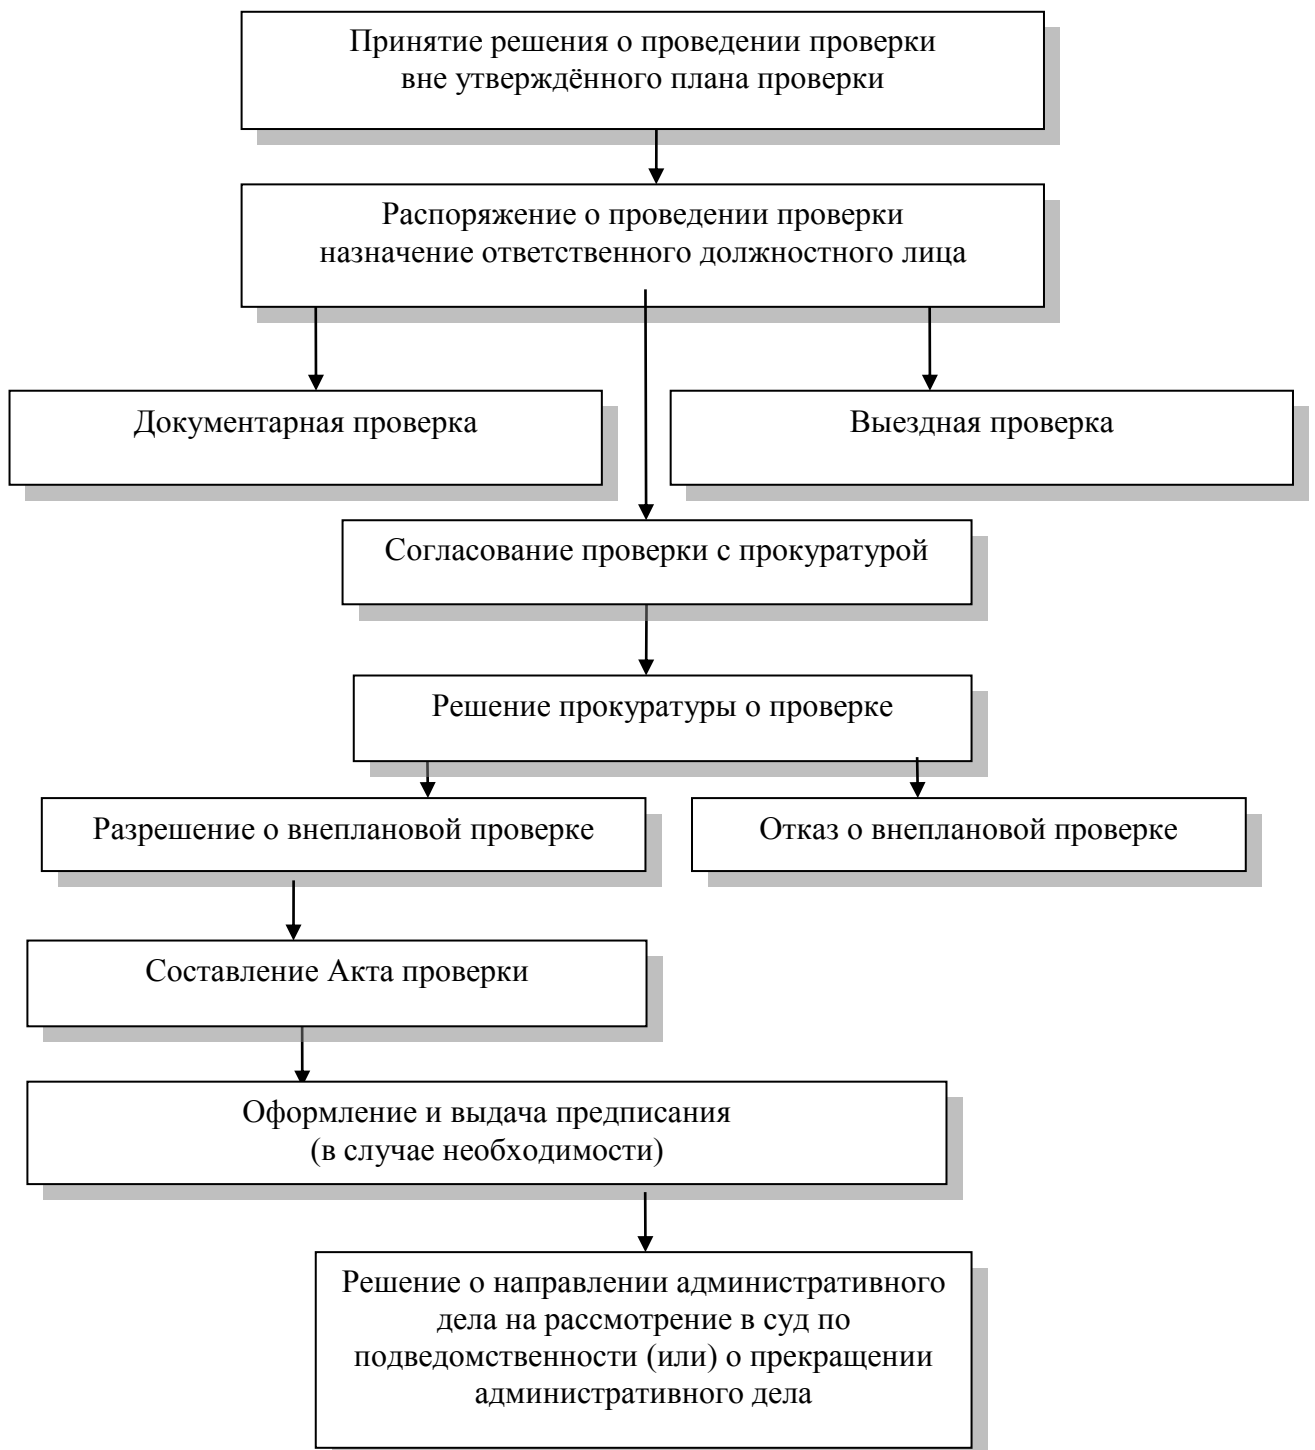 Принятие решения о проведении проверки
вне утверждённого плана проверки
Распоряжение о проведении проверки
назначение ответственного должностного лица
Документарная проверка
Выездная проверка
Согласование проверки с прокуратурой
Решение прокуратуры о проверке
Разрешение о внеплановой проверке
Отказ о внеплановой проверке
Составление Акта проверки
Оформление и выдача предписания
(в случае необходимости)
Решение о направлении административного
дела на рассмотрение в суд по
подведомственности (или) о прекращении
административного дела